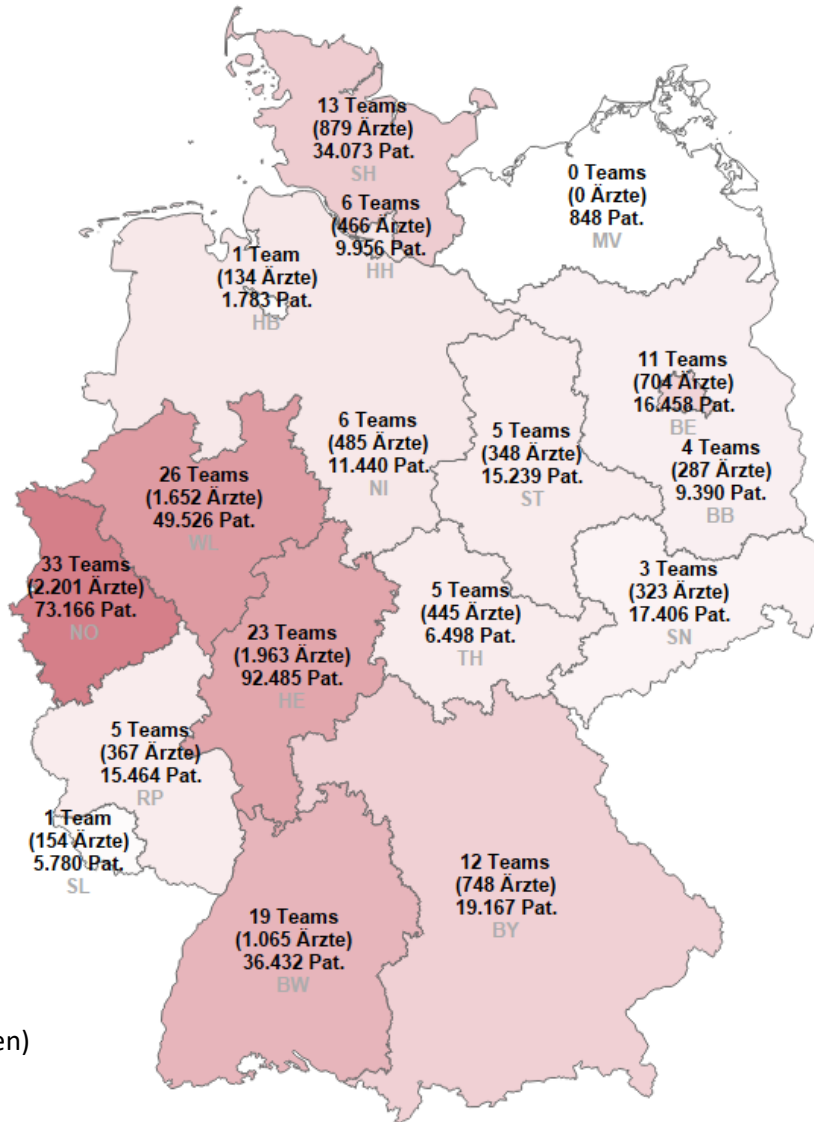 13 Teams
(879 Ärzte)
34.073 Pat.
SH
0 Teams
(0 Ärzte)
848 Pat.
MV
6 Teams
(466 Ärzte)
9.956 Pat.
HH
1 Team
(134 Ärzte)
1.783 Pat.
HB
11 Teams
(704 Ärzte)
16.458 Pat.
BE
6 Teams
(485 Ärzte)
11.440 Pat.
NI
5 Teams
(348 Ärzte)
15.239 Pat.
ST
4 Teams
(287 Ärzte)
9.390 Pat.
BB
26 Teams
(1.652 Ärzte)
49.526 Pat.
WL
33 Teams
(2.201 Ärzte)
73.166 Pat.
NO
23 Teams
(1.963 Ärzte)
92.485 Pat.
HE
5 Teams
(445 Ärzte)
6.498 Pat.
TH
3 Teams
(323 Ärzte)
17.406 Pat.
SN
5 Teams
(367 Ärzte)
15.464 Pat.
RP
1 Team
(154 Ärzte)
5.780 Pat.
SL
12 Teams
(748 Ärzte)
19.167 Pat.
BY
19 Teams
(1.065 Ärzte)
36.432 Pat.
BW
en)